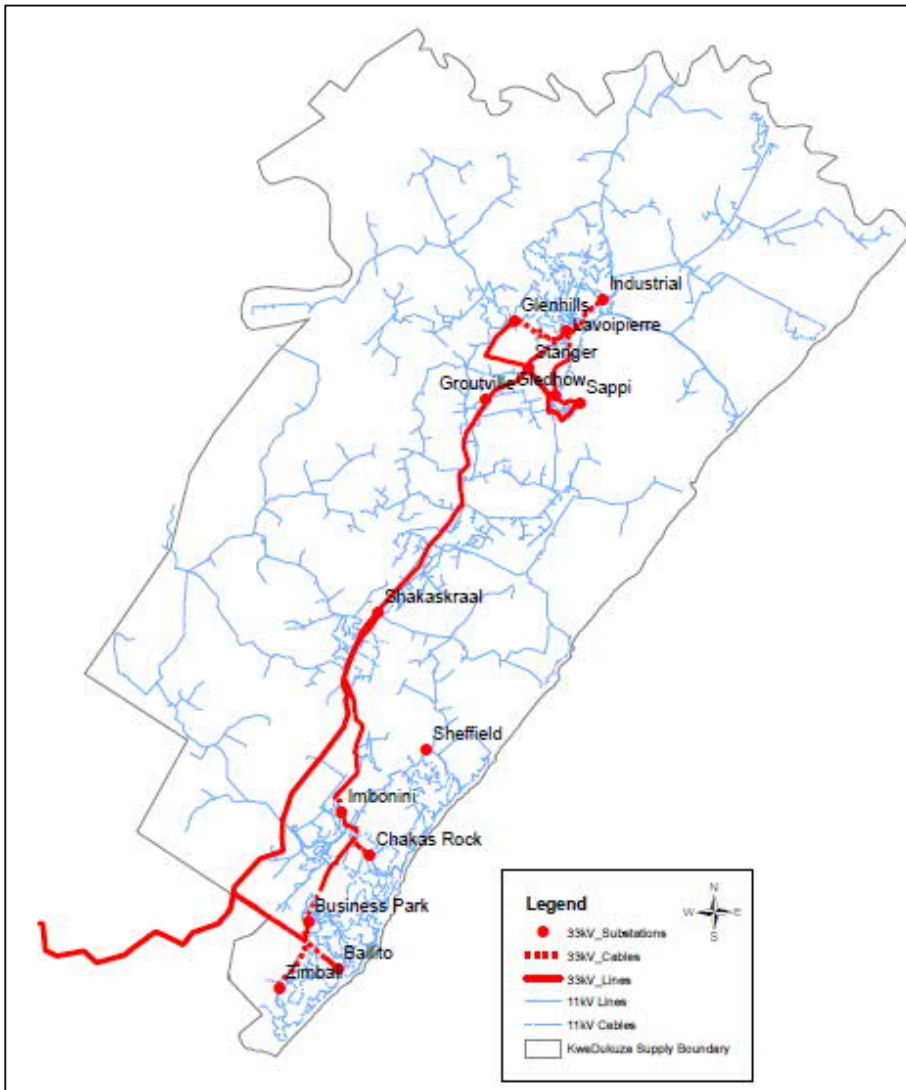 Industrial
Glenhills
Lavoipierre
Stanger
Gledhow
Groutville
Sappi
Shakaskraal
Sheffield
Imbonini
Chakas Rock
Business Park
Ballito
Zimbali
Legend
N
W E
S
33kV_Substations
33kV_Cables
33kV_Lines
11kV Lines
11kV Cables
KwaDukuza Supply Boundary